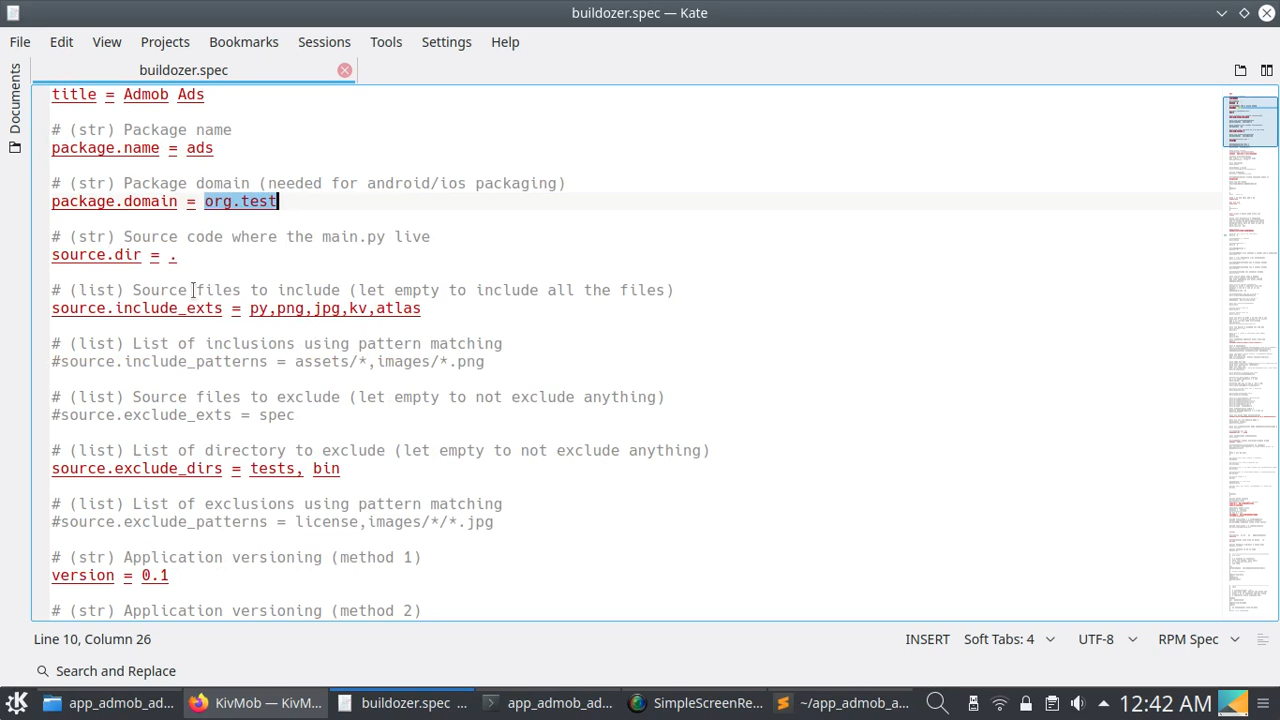 buildozer.spec — Kate
File Edit View Projects Bookmarks Sessions Tools Settings Help
Documents
buildozer.spec
title = Admob Ads
# (str) Package name
package.name = ads
# (str) Package domain (needed for android/ios packaging)
package.domain = org.test
# (str) Source code where the main.py live
source.dir = .
# (list) Source files to include (let empty to include all the files)
source.include_exts = py,png,jpg,kv,atlas
# (list) List of inclusions using pattern matching
#source.include_patterns = assets/*,images/*.png
# (list) Source files to exclude (let empty to not exclude anything)
#source.exclude_exts = spec
# (list) List of directory to exclude (let empty to not exclude anything)
source.exclude_dirs = tests, bin
# (list) List of exclusions using pattern matching
#source.exclude_patterns = license,images/*/*.jpg
# (str) Application versioning (method 1)
version = 0.1
# (str) Application versioning (method 2)
Line 10, Column 26 INSERT Soft Tabs: 4 UTF-8 RPM Spec
Search and Replace
app_admob_ad... KivMob — KivM... buildozer.spec ... app_admob_ad... SimpleScreenRe... app_admob_a... 12:42:21 AM